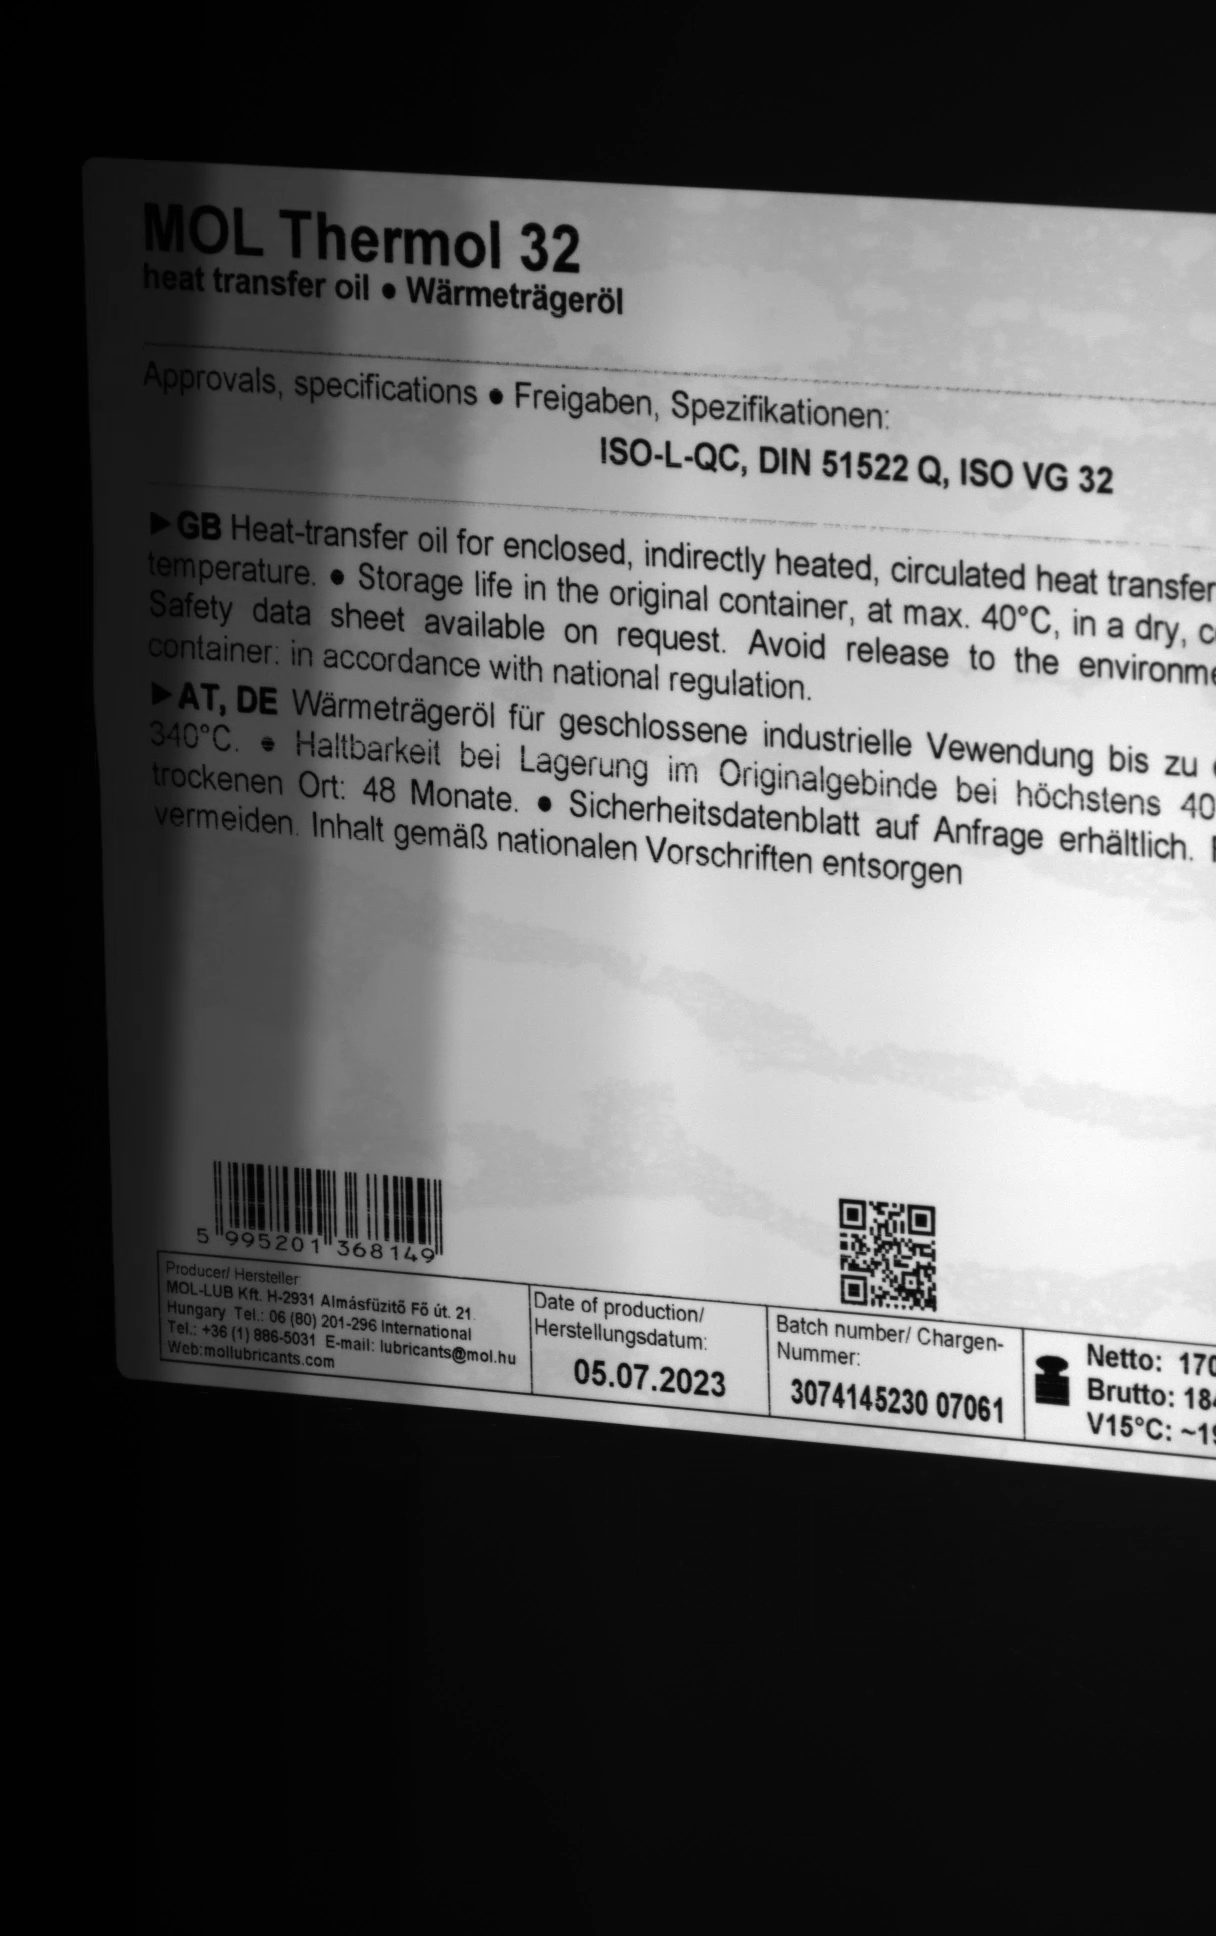 MOL Thermol 32
heat transfer oil ● Wärmeträgeröl
Approvals, specifications ● Freigaben, Spezifikationen:
ISO-L-QC, DIN 51522 Q, ISO VG 32
▶GB Heat-transfer oil for enclosed, indirectly heated, circulated heat transfer
temperature. ● Storage life in the original container, at max. 40°C, in a dry,
Safety data sheet available on request. Avoid release to the
container: in accordance with national regulation.
▶AT, DE Wärmeträgeröl für geschlossene industrielle Vewendung bis zu
340°C. ● Haltbarkeit bei Lagerung im Originalgebinde bei höchstens 40
trockenen Ort: 48 Monate. ● Sicherheitsdatenblatt auf Anfrage erhältlich.
vermeiden. Inhalt gemäß nationalen Vorschriften entsorgen
5 995201 368149
Producer/ Hersteller:
MOL-LUB Kft. H-2931 Almásfüzitő Fő út. 21.
Hungary Tel.: 06 (80) 201-296 International
Tel.: +36 (1) 886-5031 E-mail: lubricants@mol.hu
Web:mollubricants.com
Date of production/
Herstellungsdatum:
05.07.2023
Batch number/ Chargen-
Nummer:
3074145230 07061
Netto: 170
Brutto: 184
V15°C: ~19